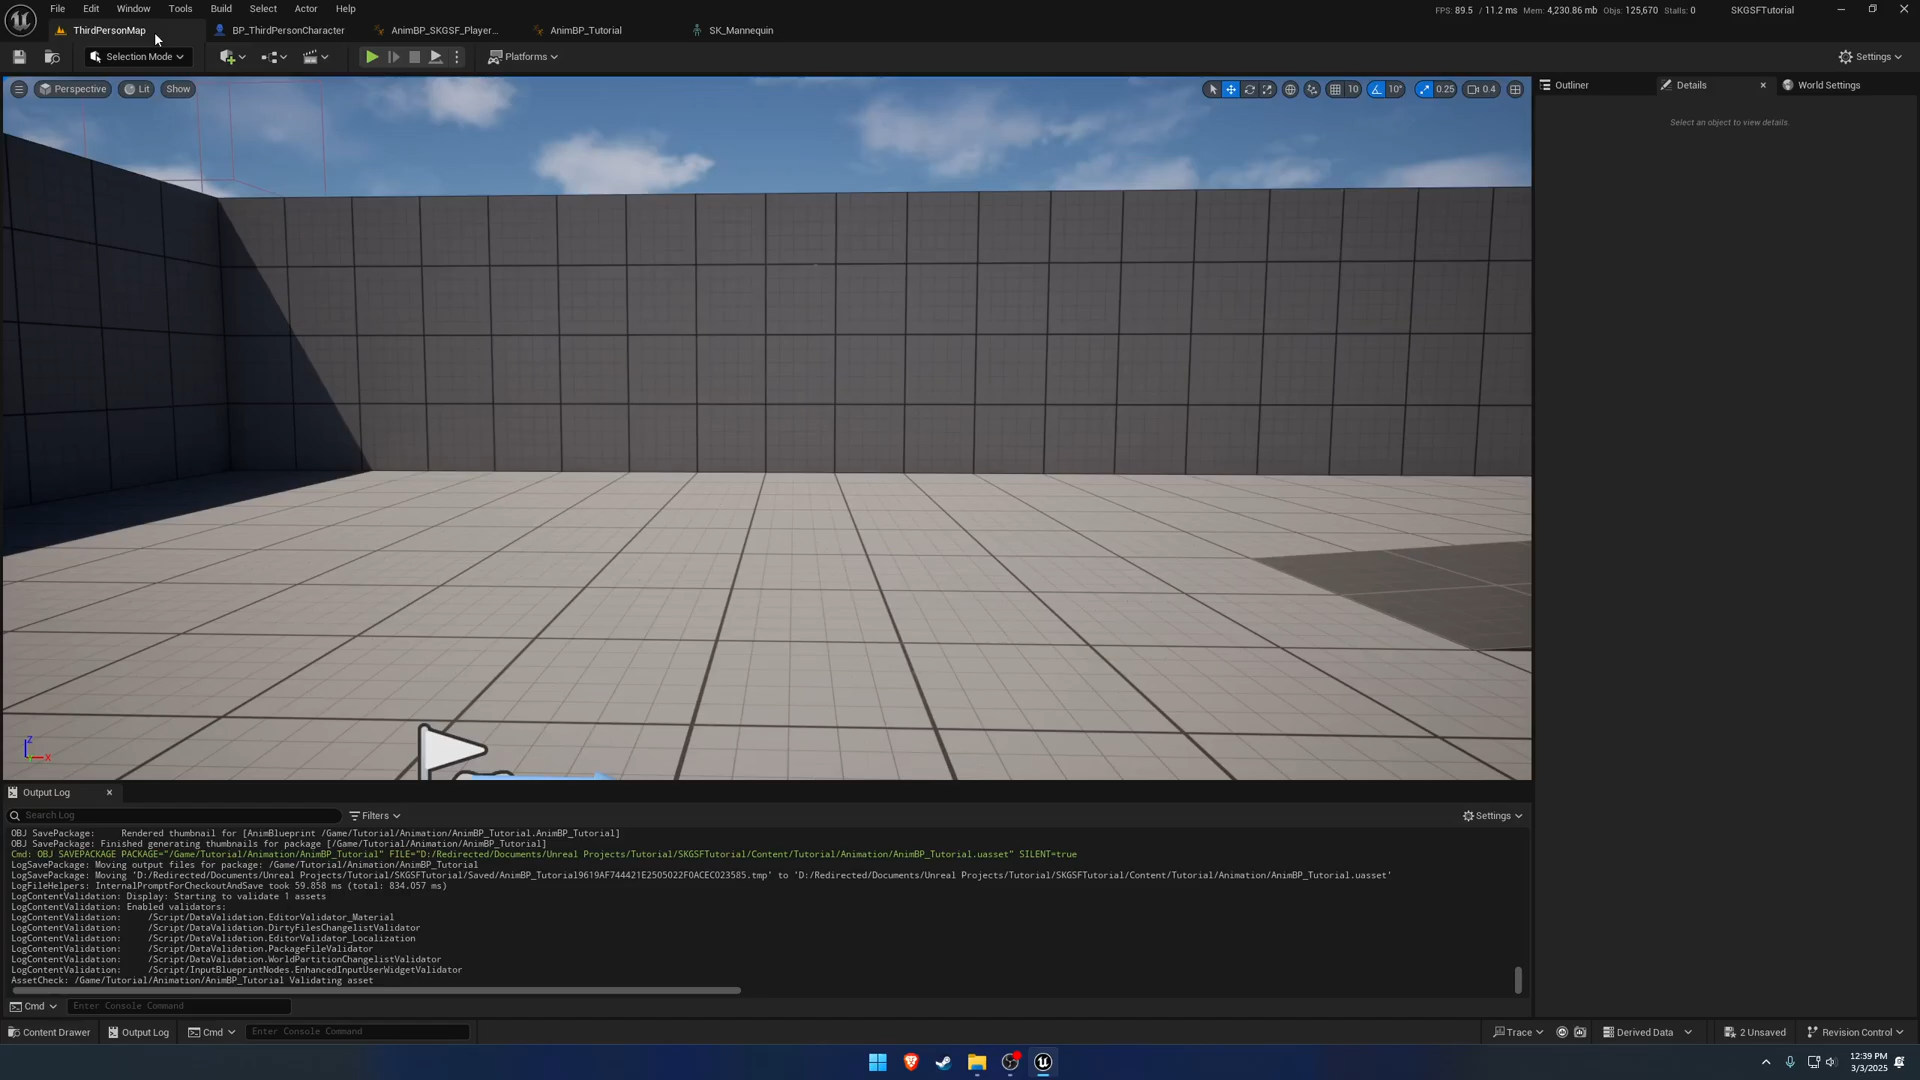 File Edit Window Tools Build Select Actor Help
FPS: 89.5 / 11.2 ms Mem: 4,230.86 mb Objs: 125,670 Stalls: 0 SKGSFTutorial
ThirdPersonMap BP_ThirdPersonCharacter AnimBP_SKGSF_Player... AnimBP_Tutorial SK_Mannequin
Selection Mode Platforms Settings
Perspective Lit Show 10 10° 0.25 0.4
Outliner Details World Settings
Select an object to view details.
Z
X
Output Log
Search Log Filters Settings
OBJ SavePackage: Rendered thumbnail for [AnimBlueprint /Game/Tutorial/Animation/AnimBP_Tutorial.AnimBP_Tutorial]
OBJ SavePackage: Finished generating thumbnails for package [/Game/Tutorial/Animation/AnimBP_Tutorial]
Cmd: OBJ SAVEPACKAGE PACKAGE="/Game/Tutorial/Animation/AnimBP_Tutorial" FILE="D:/Redirected/Documents/Unreal Projects/Tutorial/SKGSFTutorial/Content/Tutorial/Animation/AnimBP_Tutorial.uasset" SILENT=true
LogSavePackage: Moving output files for package: /Game/Tutorial/Animation/AnimBP_Tutorial
LogSavePackage: Moving 'D:/Redirected/Documents/Unreal Projects/Tutorial/SKGSFTutorial/Saved/AnimBP_Tutorial9619AF744421E2505022F0ACEC023585.tmp' to 'D:/Redirected/Documents/Unreal Projects/Tutorial/SKGSFTutorial/Content/Tutorial/Animation/AnimBP_Tutorial.uasset'
LogFileHelpers: InternalPromptForCheckoutAndSave took 59.858 ms (total: 834.057 ms)
LogContentValidation: Display: Starting to validate 1 assets
LogContentValidation: Enabled validators:
LogContentValidation: /Script/DataValidation.EditorValidator_Material
LogContentValidation: /Script/DataValidation.DirtyFilesChangelistValidator
LogContentValidation: /Script/DataValidation.EditorValidator_Localization
LogContentValidation: /Script/DataValidation.PackageFileValidator
LogContentValidation: /Script/DataValidation.WorldPartitionChangelistValidator
LogContentValidation: /Script/InputBlueprintNodes.EnhancedInputUserWidgetValidator
AssetCheck: /Game/Tutorial/Animation/AnimBP_Tutorial Validating asset
Cmd Enter Console Command
Content Drawer Output Log Cmd Enter Console Command Trace Derived Data 2 Unsaved Revision Control
12:39 PM
3/3/2025